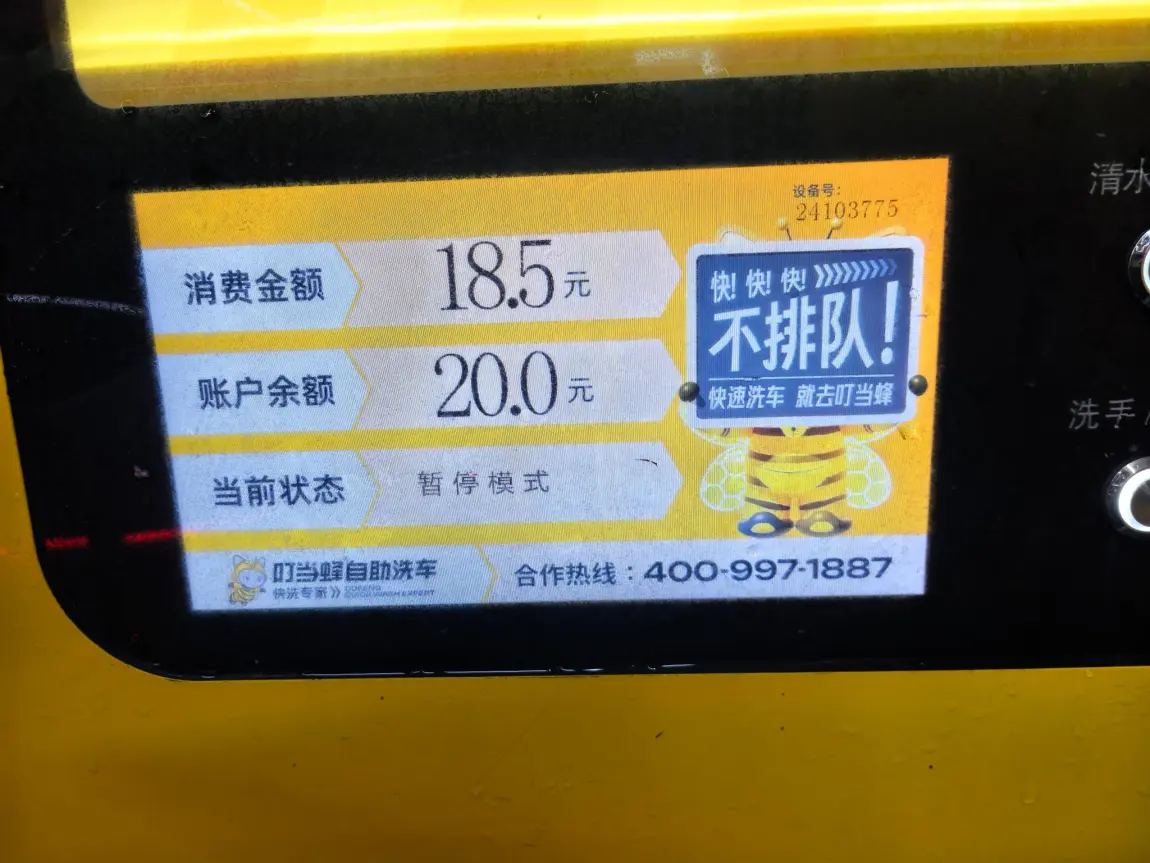 设备号:
24103775
消费金额 18.5元
账户余额 20.0元
当前状态 暂停模式
快!快!快!
不排队!
快速洗车 就去叮当蜂
叮当蜂自助洗车
快洗专家
合作热线：400-997-1887
清水
洗手